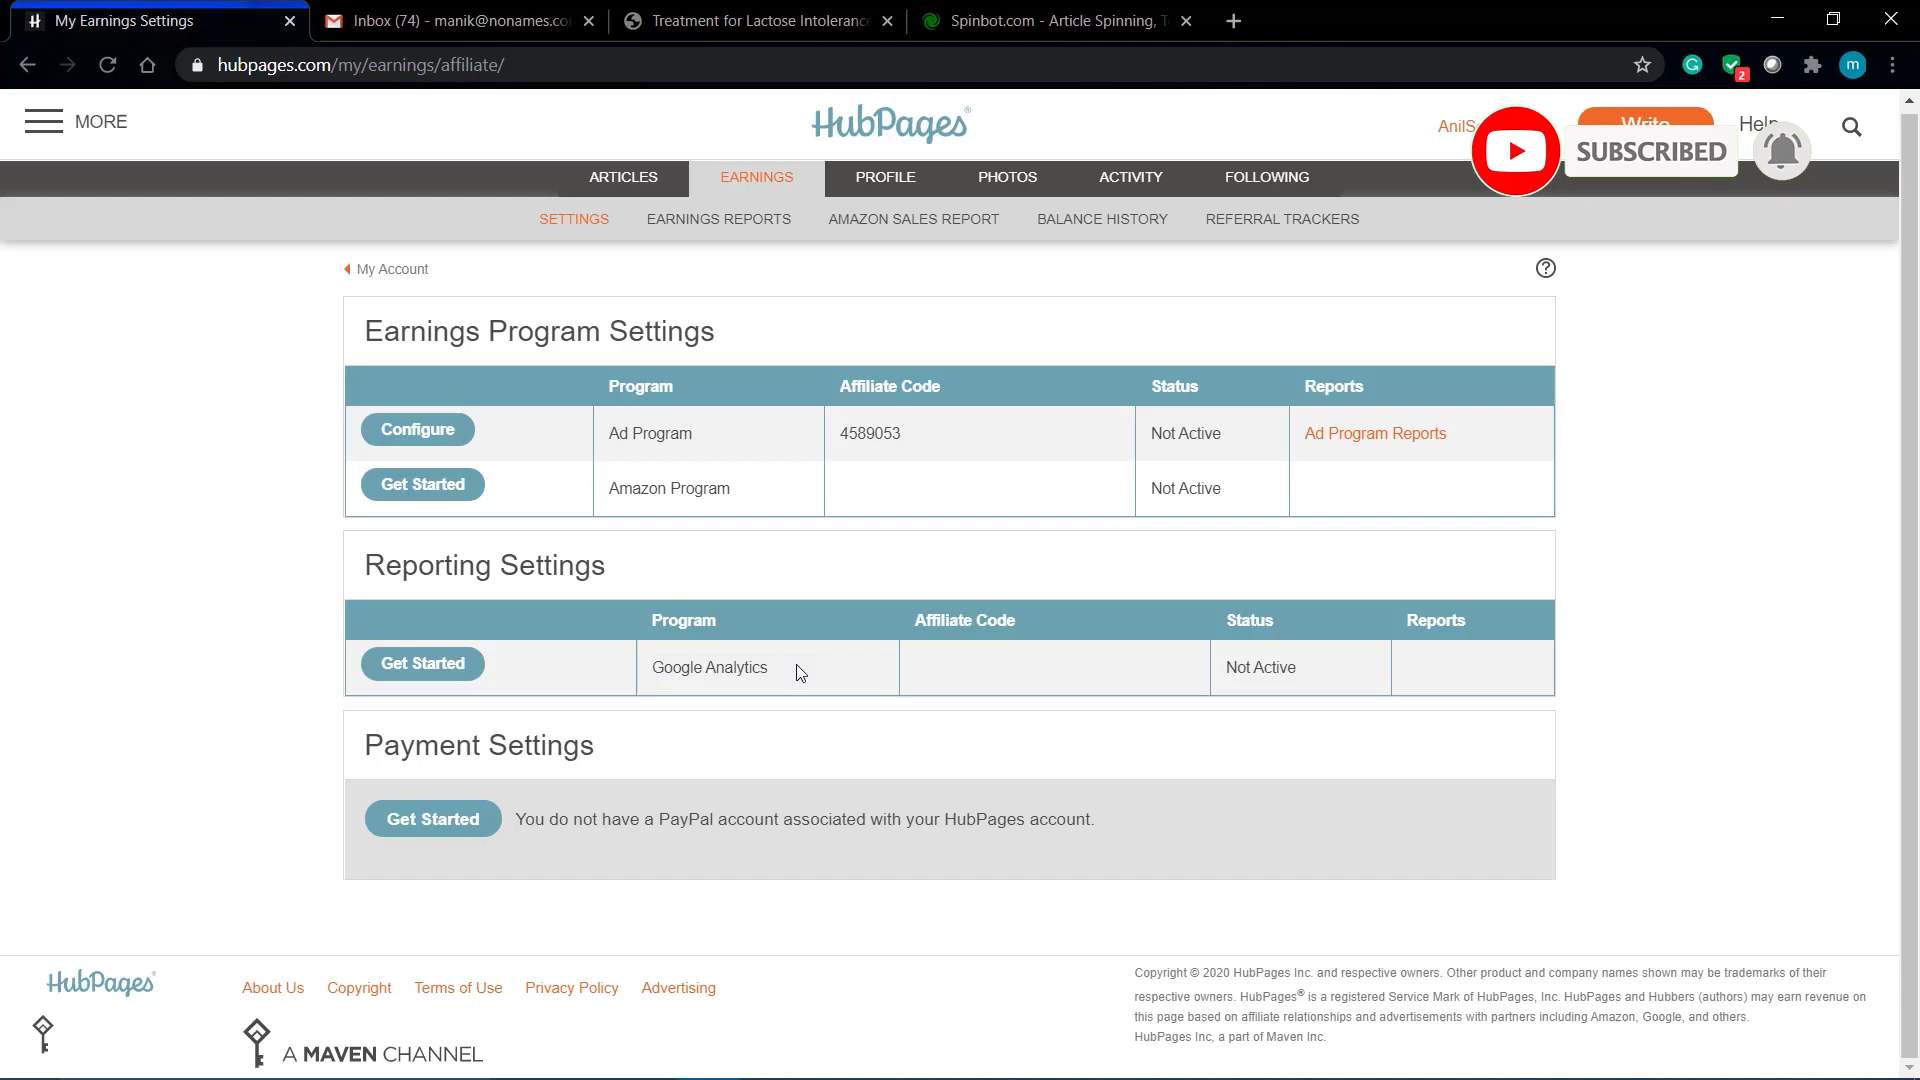 My Earnings Settings
Inbox (74) - manik@nonames.co
Treatment for Lactose Intoleranc
Spinbot.com - Article Spinning, T
hubpages.com/my/earnings/affiliate/
2
m
MORE
HubPages®
AnilS
Write
Help
SUBSCRIBED
ARTICLES
EARNINGS
PROFILE
PHOTOS
ACTIVITY
FOLLOWING
SETTINGS
EARNINGS REPORTS
AMAZON SALES REPORT
BALANCE HISTORY
REFERRAL TRACKERS
My Account
?
Earnings Program Settings
Program Affiliate Code Status Reports
Configure Ad Program 4589053 Not Active Ad Program Reports
Get Started Amazon Program Not Active
Reporting Settings
Program Affiliate Code Status Reports
Get Started Google Analytics Not Active
Payment Settings
Get Started You do not have a PayPal account associated with your HubPages account.
HubPages®
About Us
Copyright
Terms of Use
Privacy Policy
Advertising
A MAVEN CHANNEL
Copyright © 2020 HubPages Inc. and respective owners. Other product and company names shown may be trademarks of their
respective owners. HubPages® is a registered Service Mark of HubPages, Inc. HubPages and Hubbers (authors) may earn revenue on
this page based on affiliate relationships and advertisements with partners including Amazon, Google, and others.
HubPages Inc, a part of Maven Inc.